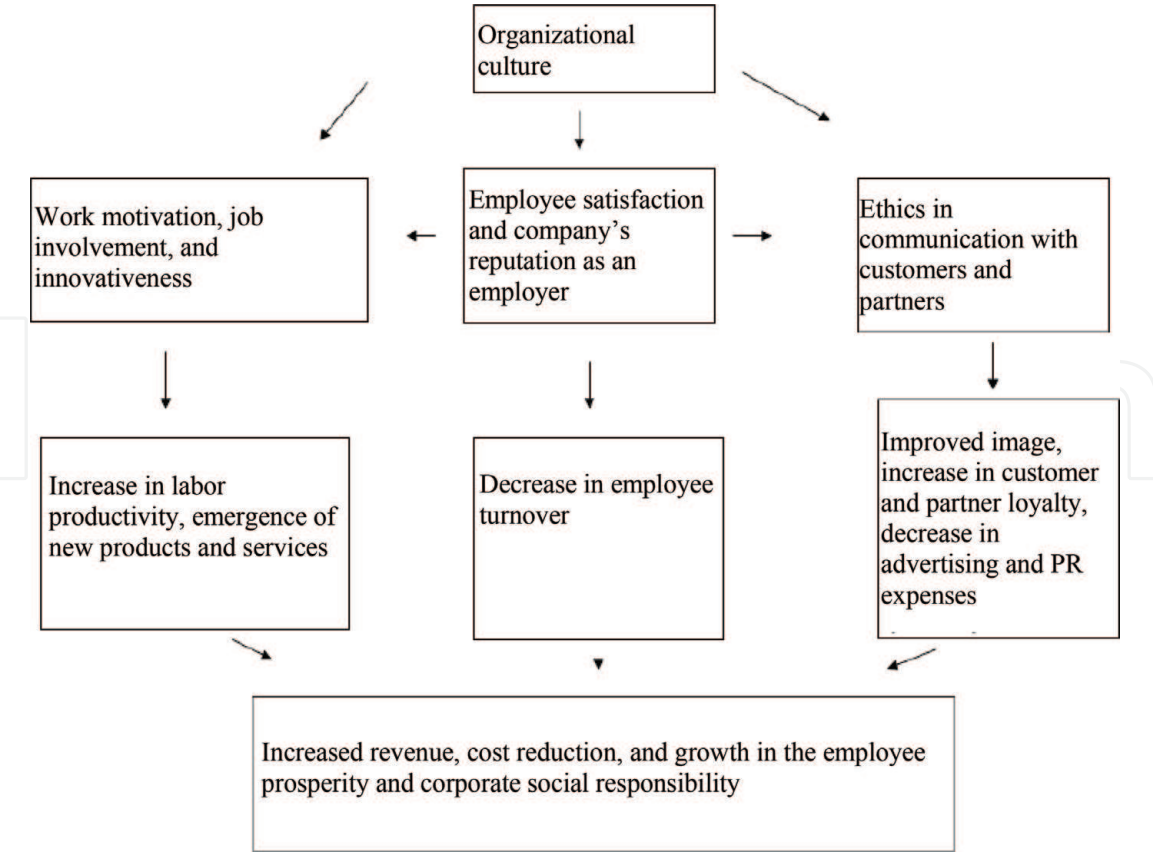 Organizational
culture
Work motivation, job
involvement, and
innovativeness
Employee satisfaction
and company’s
reputation as an
employer
Ethics in
communication with
customers and
partners
Increase in labor
productivity, emergence of
new products and services
Decrease in employee
turnover
Improved image,
increase in customer
and partner loyalty,
decrease in
advertising and PR
expenses
Increased revenue, cost reduction, and growth in the employee
prosperity and corporate social responsibility